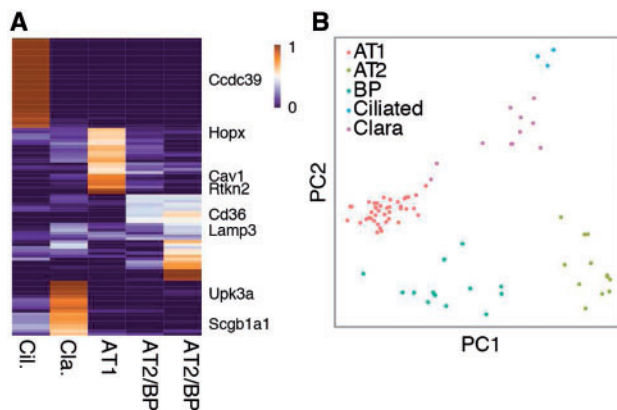 A
B
1
0
Ccdc39
Hopx
Cav1
Rtkn2
Cd36
Lamp3
Upk3a
Scgb1a1
Cil.
Cla.
AT1
AT2/BP
AT2/BP
AT1
AT2
BP
Ciliated
Clara
PC2
PC1